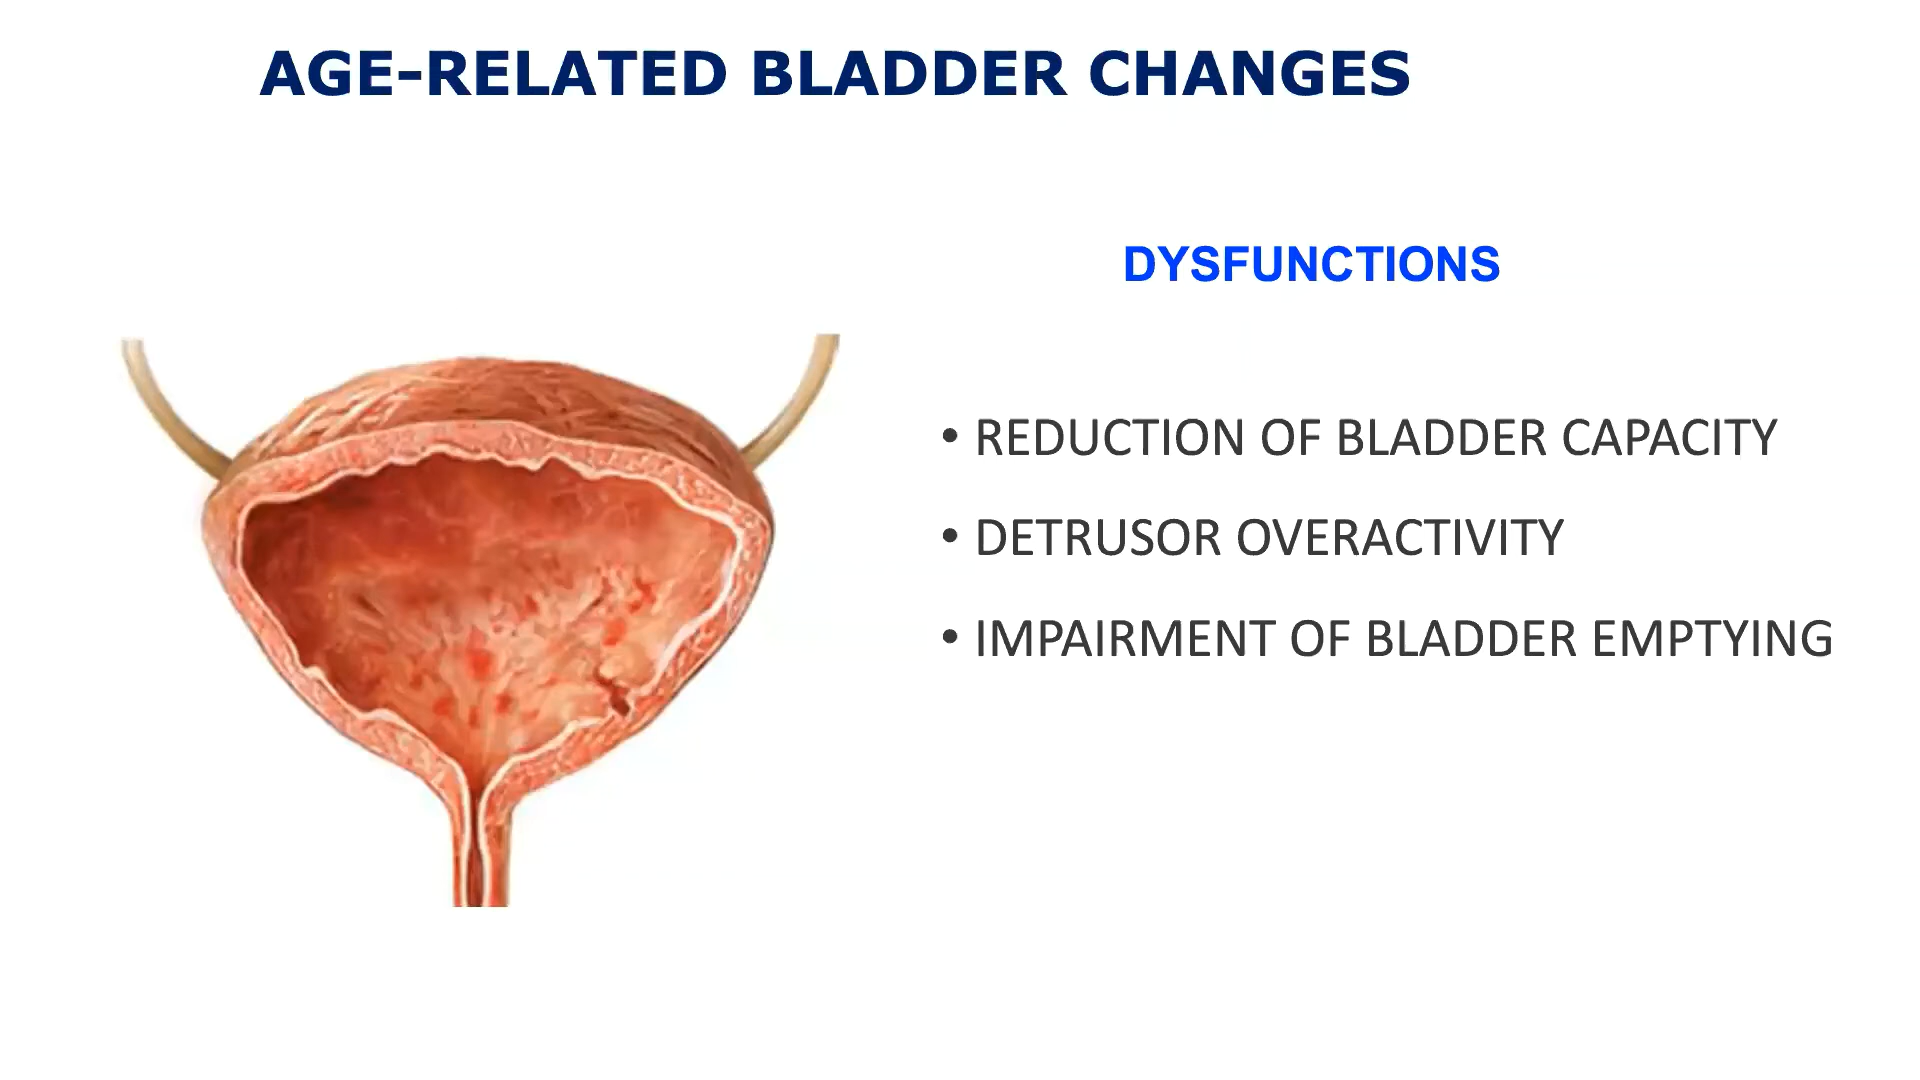 AGE-RELATED BLADDER CHANGES
DYSFUNCTIONS
• REDUCTION OF BLADDER CAPACITY
• DETRUSOR OVERACTIVITY
• IMPAIRMENT OF BLADDER EMPTYING